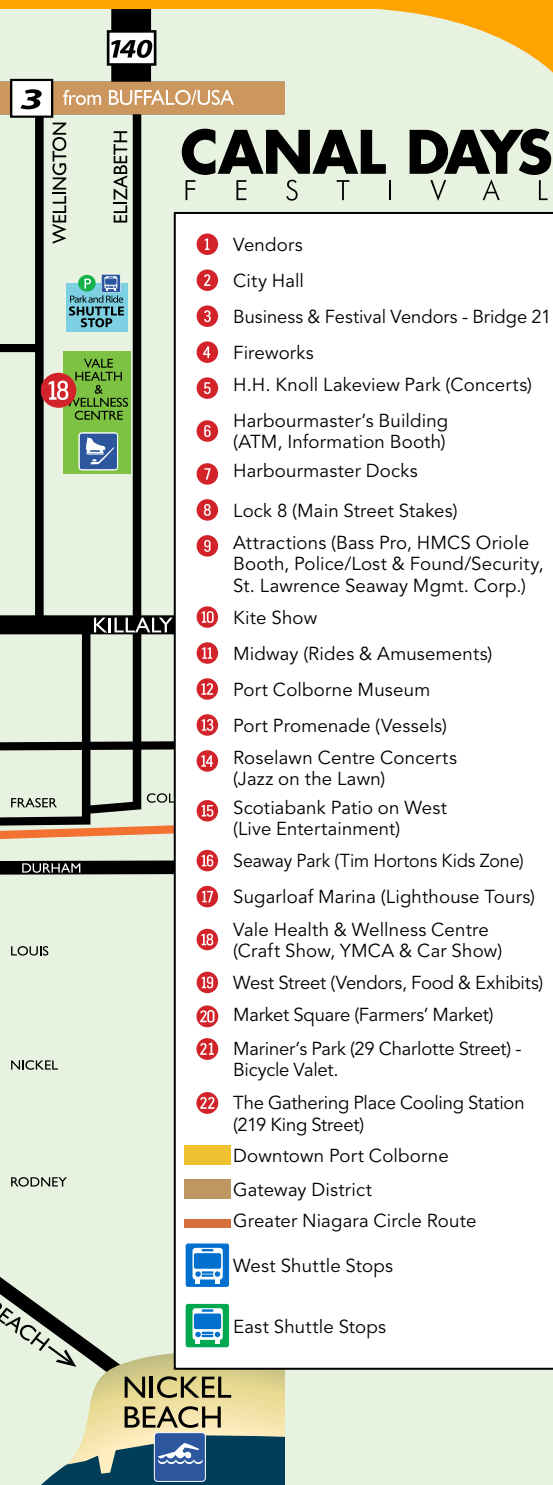 140
3 from BUFFALO/USA
WELLINGTON
ELIZABETH
CANAL DAYS
FESTIVAL
P
Park and Ride
SHUTTLE
STOP
VALE
HEALTH
&
WELLNESS
CENTRE
18
KILLALY
FRASER
COL
DURHAM
LOUIS
NICKEL
RODNEY
EACH
NICKEL
BEACH
1 Vendors
2 City Hall
3 Business & Festival Vendors - Bridge 21
4 Fireworks
5 H.H. Knoll Lakeview Park (Concerts)
6 Harbourmaster's Building
(ATM, Information Booth)
7 Harbourmaster Docks
8 Lock 8 (Main Street Stakes)
9 Attractions (Bass Pro, HMCS Oriole
Booth, Police/Lost & Found/Security,
St. Lawrence Seaway Mgmt. Corp.)
10 Kite Show
11 Midway (Rides & Amusements)
12 Port Colborne Museum
13 Port Promenade (Vessels)
14 Roselawn Centre Concerts
(Jazz on the Lawn)
15 Scotiabank Patio on West
(Live Entertainment)
16 Seaway Park (Tim Hortons Kids Zone)
17 Sugarloaf Marina (Lighthouse Tours)
18 Vale Health & Wellness Centre
(Craft Show, YMCA & Car Show)
19 West Street (Vendors, Food & Exhibits)
20 Market Square (Farmers' Market)
21 Mariner's Park (29 Charlotte Street) -
Bicycle Valet.
22 The Gathering Place Cooling Station
(219 King Street)
Downtown Port Colborne
Gateway District
Greater Niagara Circle Route
West Shuttle Stops
East Shuttle Stops